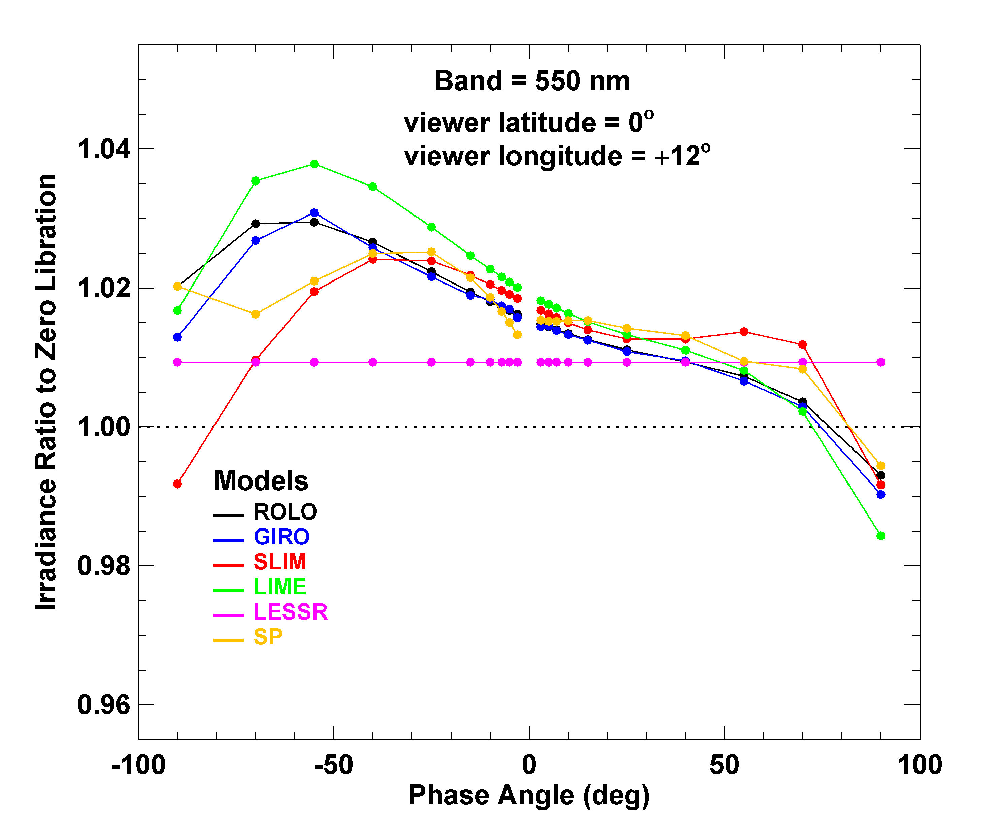 Band = 550 nm
viewer latitude = 0°
viewer longitude = +12°
Irradiance Ratio to Zero Libration
1.04
1.02
1.00
0.98
0.96
Models
ROLO
GIRO
SLIM
LIME
LESSR
SP
-100 -50 0 50 100
Phase Angle (deg)